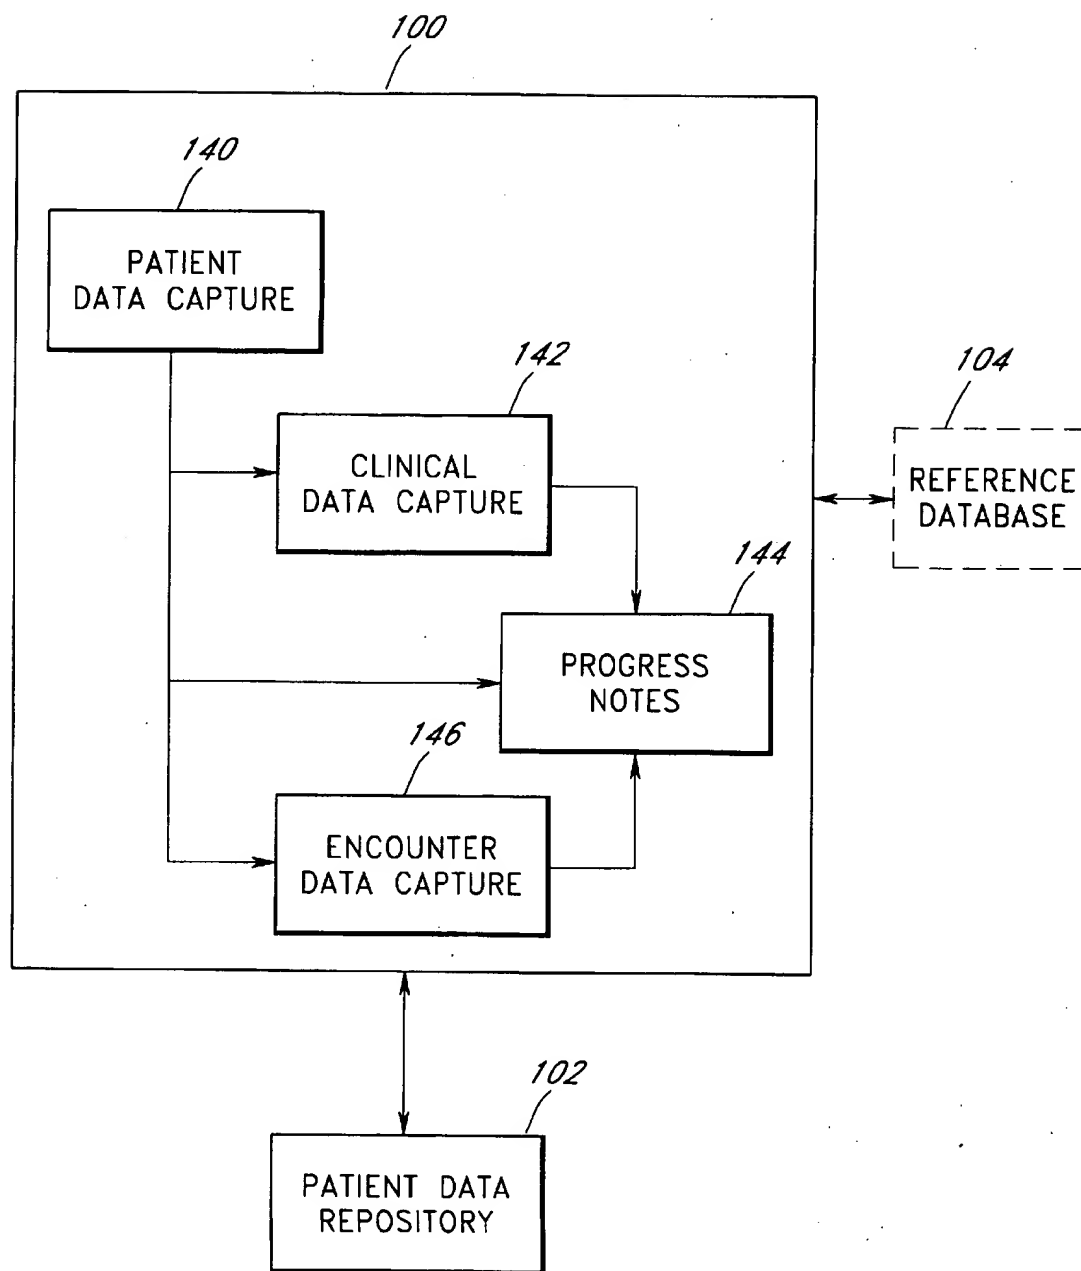 100
140
PATIENT
DATA CAPTURE
142
CLINICAL
DATA CAPTURE
104
REFERENCE
DATABASE
144
PROGRESS
NOTES
146
ENCOUNTER
DATA CAPTURE
102
PATIENT DATA
REPOSITORY